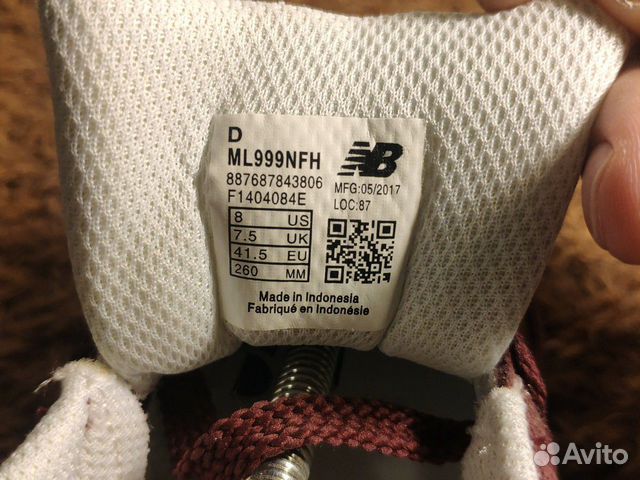 D
ML999NFH
887687843806
F1404084E
8 US
7.5 UK
41.5 EU
260 MM
NB
MFG:05/2017
LOC:87
Made in Indonesia
Fabriqué en Indonésie
Avito